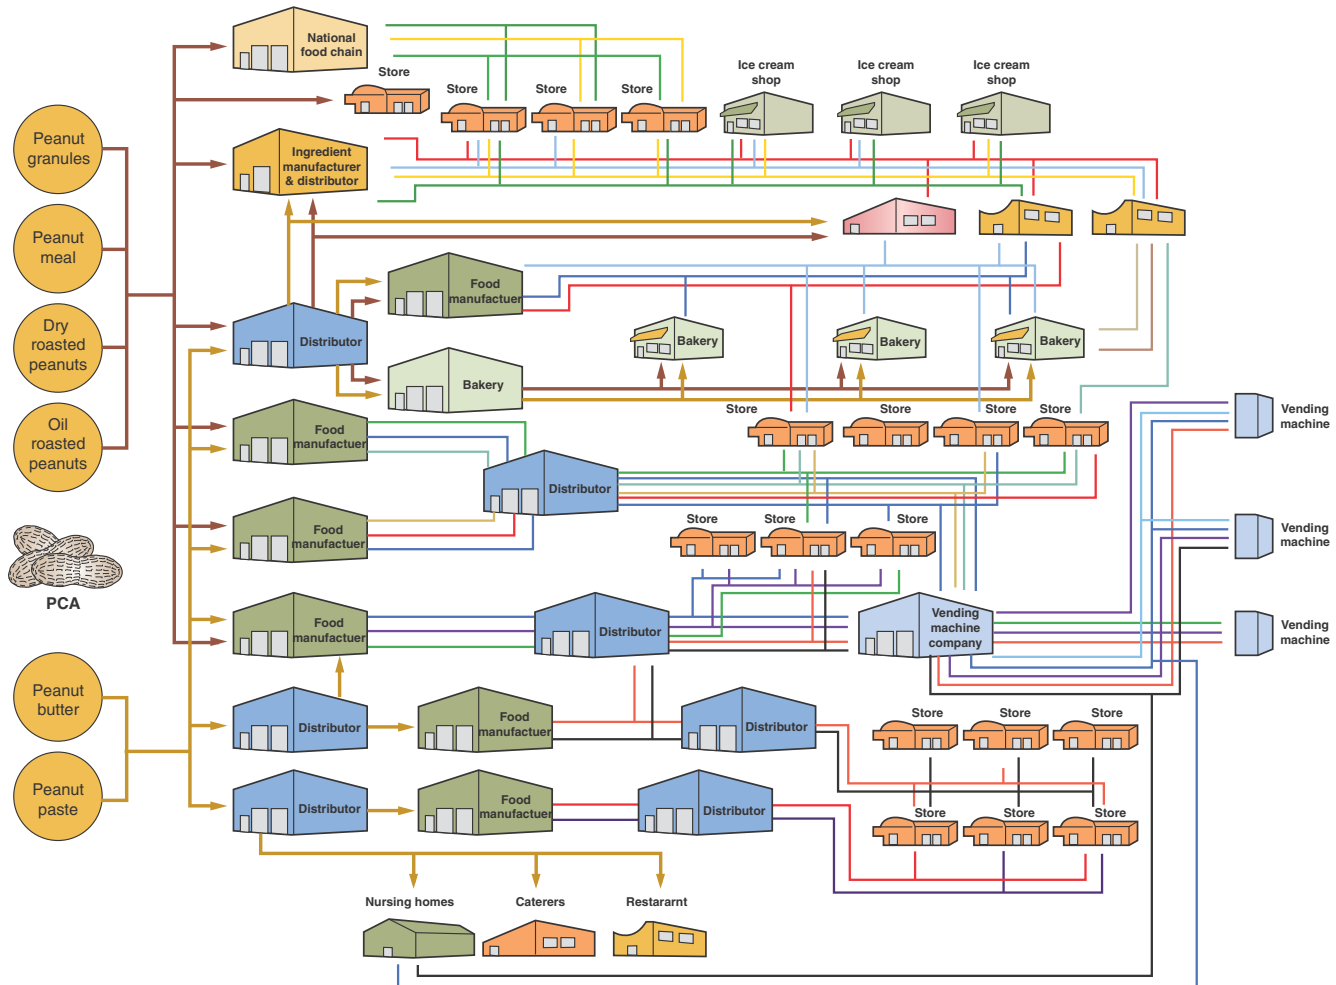 National
food chain
Store
Store
Store
Store
Ice cream
shop
Ice cream
shop
Ice cream
shop
Peanut
granules
Ingredient
manufacturer
& distributor
Peanut
meal
Food
manufactuer
Dry
roasted
peanuts
Distributor
Bakery
Bakery
Bakery
Bakery
Oil
roasted
peanuts
Food
manufactuer
Store
Store
Store
Vending
machine
Distributor
Food
manufactuer
Store
Store
Store
Vending
machine
PCA
Food
manufactuer
Distributor
Vending
machine
company
Vending
machine
Peanut
butter
Distributor
Food
manufactuer
Distributor
Store
Store
Store
Peanut
paste
Distributor
Food
manufactuer
Distributor
Store
Store
Store
Nursing homes
Caterers
Restararnt